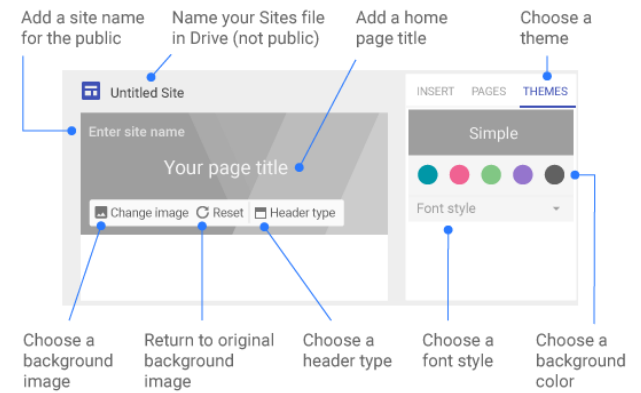 Add a site name
for the public
Name your Sites file
in Drive (not public)
Add a home
page title
Choose a
theme
Untitled Site
INSERT PAGES THEMES
Enter site name
Your page title
Simple
Change image Reset Header type
Font style
Choose a
background
image
Return to original
background
image
Choose a
header type
Choose a
font style
Choose a
background
color